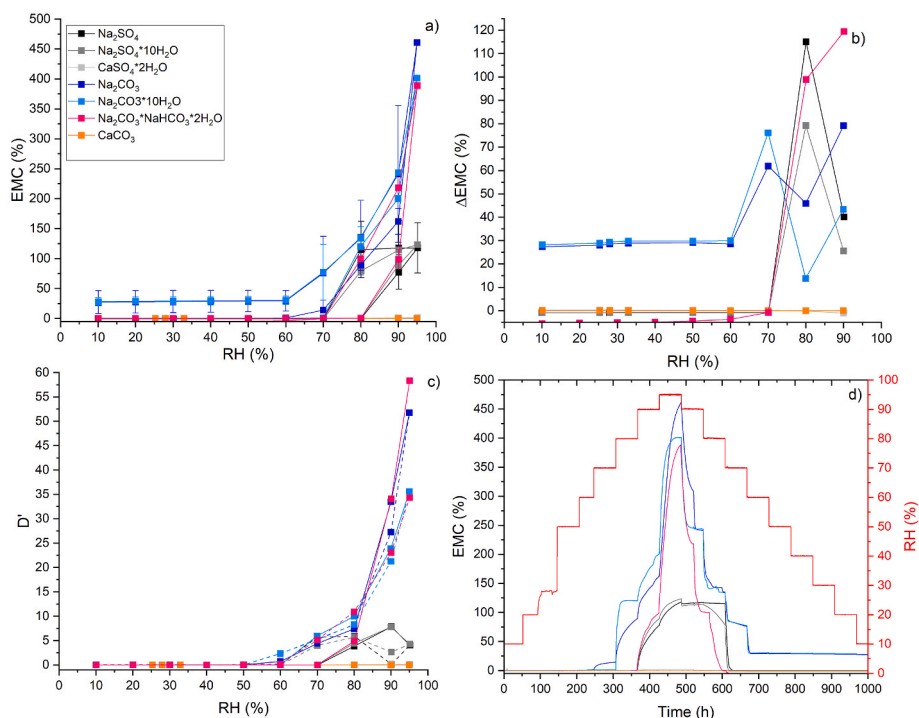 a)
500
450
400
350
300
250
200
150
100
50
0
EMC (%)
Na₂SO₄
Na₂SO₄*10H₂O
CaSO₄*2H₂O
Na₂CO₃
Na₂CO3*10H₂O
Na₂CO₃*NaHCO₃*2H₂O
CaCO₃
0 10 20 30 40 50 60 70 80 90 100
RH (%)
b)
120
110
100
90
80
70
60
50
40
30
20
10
0
ΔEMC (%)
0 10 20 30 40 50 60 70 80 90 100
RH (%)
c)
60
55
50
45
40
35
30
25
20
15
10
5
0
D'
0 10 20 30 40 50 60 70 80 90 100
RH (%)
d)
500
450
400
350
300
250
200
150
100
50
0
EMC (%)
100
90
80
70
60
50
40
30
20
10
0
RH (%)
0 100 200 300 400 500 600 700 800 900 1000
Time (h)